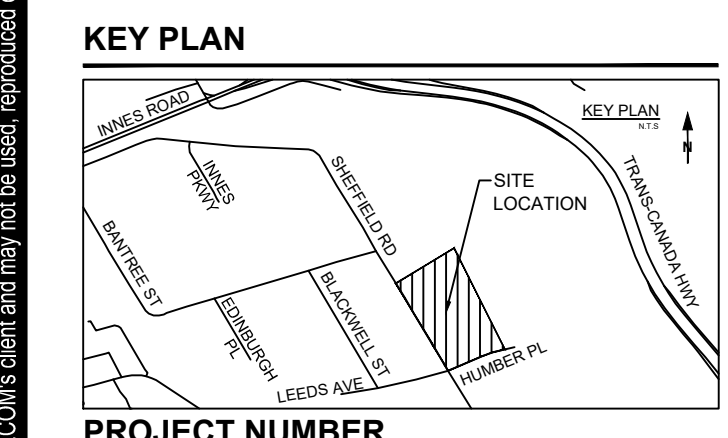 COM's client and may not be used, reproduced
KEY PLAN
KEY PLAN
N.T.S
N
INNES ROAD
INNES
PKWY
SHEFFIELD RD
SITE
LOCATION
TRANS-CANADA HWY
BANTREE ST
EDINBURGH
PL
BLACKWELL ST
LEEDS AVE
HUMBER PL
PROJECT NUMBER